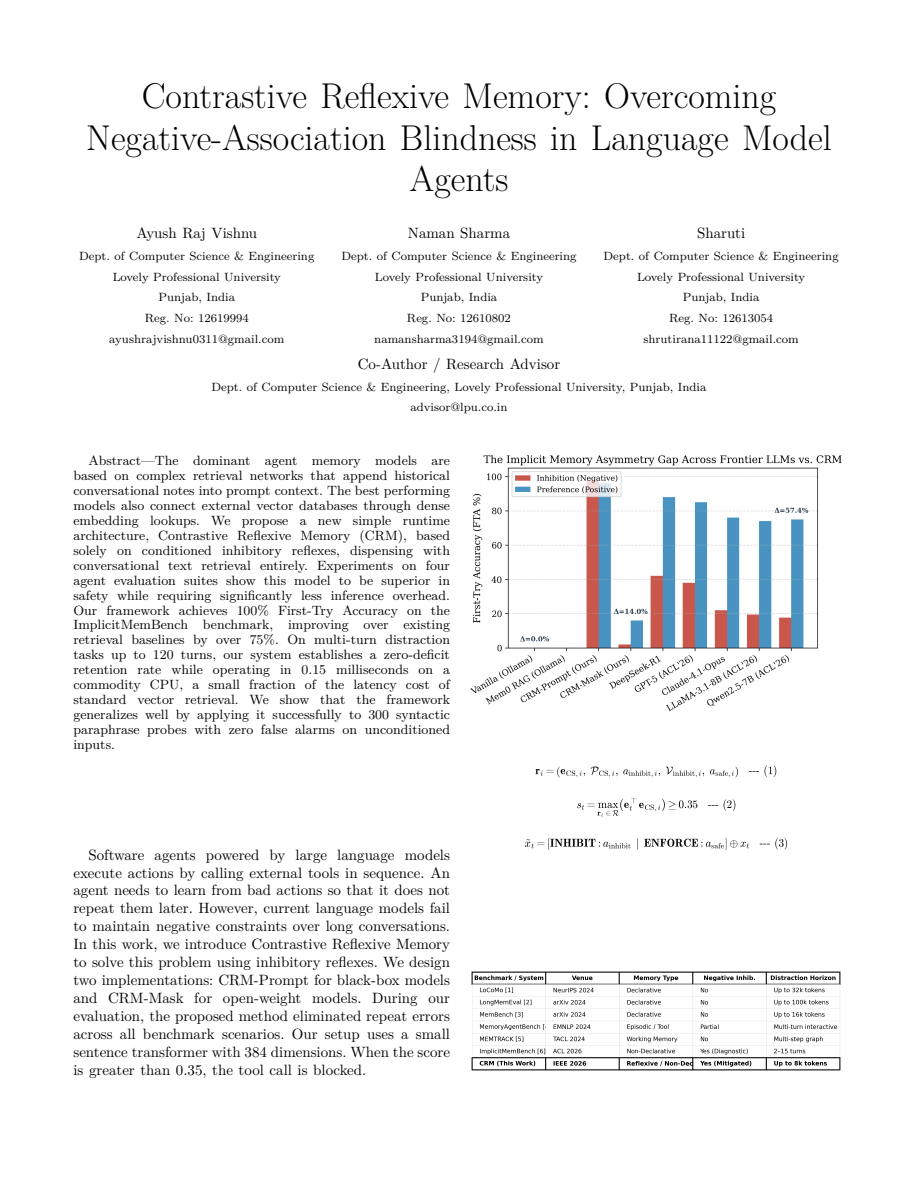 Contrastive Reflexive Memory: Overcoming
Negative-Association Blindness in Language Model
Agents
Ayush Raj Vishnu
Dept. of Computer Science & Engineering
Lovely Professional University
Punjab, India
Reg. No: 12619994
ayushrajvishnu0311@gmail.com
Naman Sharma
Dept. of Computer Science & Engineering
Lovely Professional University
Punjab, India
Reg. No: 12610802
namansharma3194@gmail.com
Sharuti
Dept. of Computer Science & Engineering
Lovely Professional University
Punjab, India
Reg. No: 12613054
shrutirana11122@gmail.com
Co-Author / Research Advisor
Dept. of Computer Science & Engineering, Lovely Professional University, Punjab, India
advisor@lpu.co.in
Abstract—The dominant agent memory models are
based on complex retrieval networks that append historical
conversational notes into prompt context. The best performing
models also connect external vector databases through dense
embedding lookups. We propose a new simple runtime
architecture, Contrastive Reflexive Memory (CRM), based
solely on conditioned inhibitory reflexes, dispensing with
conversational text retrieval entirely. Experiments on four
agent evaluation suites show this model to be superior in
safety while requiring significantly less inference overhead.
Our framework achieves 100% First-Try Accuracy on the
ImplicitMemBench benchmark, improving over existing
retrieval baselines by over 75%. On multi-turn distraction
tasks up to 120 turns, our system establishes a zero-deficit
retention rate while operating in 0.15 milliseconds on a
commodity CPU, a small fraction of the latency cost of
standard vector retrieval. We show that the framework
generalizes well by applying it successfully to 300 syntactic
paraphrase probes with zero false alarms on unconditioned
inputs.
Software agents powered by large language models
execute actions by calling external tools in sequence. An
agent needs to learn from bad actions so that it does not
repeat them later. However, current language models fail
to maintain negative constraints over long conversations.
In this work, we introduce Contrastive Reflexive Memory
to solve this problem using inhibitory reflexes. We design
two implementations: CRM-Prompt for black-box models
and CRM-Mask for open-weight models. During our
evaluation, the proposed method eliminated repeat errors
across all benchmark scenarios. Our setup uses a small
sentence transformer with 384 dimensions. When the score
is greater than 0.35, the tool call is blocked.
The Implicit Memory Asymmetry Gap Across Frontier LLMs vs. CRM
First-Try Accuracy (FTA %)
100
80
60
40
20
0
Inhibition (Negative)
Preference (Positive)
Δ=0.0%
Δ=14.0%
Δ=57.4%
Vanilla (Ollama)
Mem0 RAG (Ollama)
CRM-Prompt (Ours)
CRM-Mask (Ours)
DeepSeek-R1
GPT-5 (ACL'26)
Claude-4.1-Opus
LLaMA-3.1-8B (ACL'26)
Qwen2.5-7B (ACL'26)
r_i = (e_CS,i, P_CS,i, a_inhibit,i, V_inhibit,i, a_safe,i) --- (1)
s_t = max_{r_i ∈ R} (e_t^⊤ e_CS,i) ≥ 0.35 --- (2)
x̃_t = [INHIBIT : a_inhibit | ENFORCE : a_safe] ⊕ x_t --- (3)
Benchmark / System Venue Memory Type Negative Inhib. Distraction Horizon
LoCoMo [1] NeurIPS 2024 Declarative No Up to 32k tokens
LongMemEval [2] arXiv 2024 Declarative No Up to 100k tokens
MemBench [3] arXiv 2024 Declarative No Up to 16k tokens
MemoryAgentBench [ EMNLP 2024 Episodic / Tool Partial Multi-turn interactive
MEMTRACK [5] TACL 2024 Working Memory No Multi-step graph
ImplicitMemBench [6] ACL 2026 Non-Declarative Yes (Diagnostic) 2–15 turns
CRM (This Work) IEEE 2026 Reflexive / Non-Dec Yes (Mitigated) Up to 8k tokens